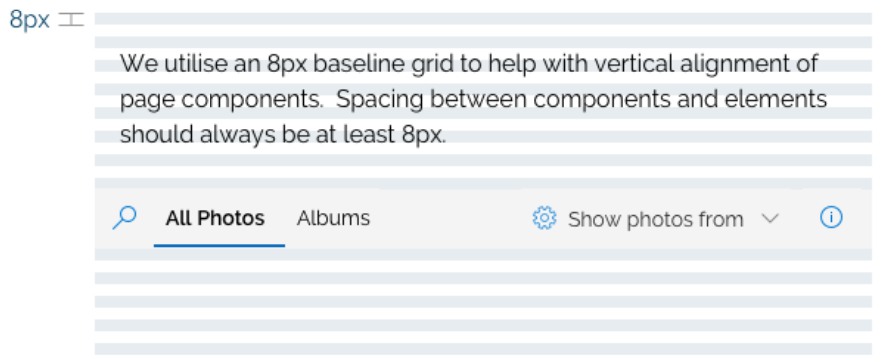 8px
We utilise an 8px baseline grid to help with vertical alignment of
page components.  Spacing between components and elements
should always be at least 8px.
All Photos Albums Show photos from